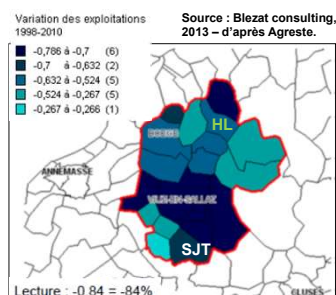 Variation des exploitations
1998-2010
Source : Blezat consulting,
2013 – d'après Agreste.
-0,786 à -0,7 (6)
-0,7 à -0,632 (2)
-0,632 à -0,524 (5)
-0,524 à -0,267 (5)
-0,267 à -0,266 (1)
HL
BOEGE
ANNEMASSE
VIUZ-EN-SALLAZ
SJT
Lecture : -0,84 = -84%
CLUSES